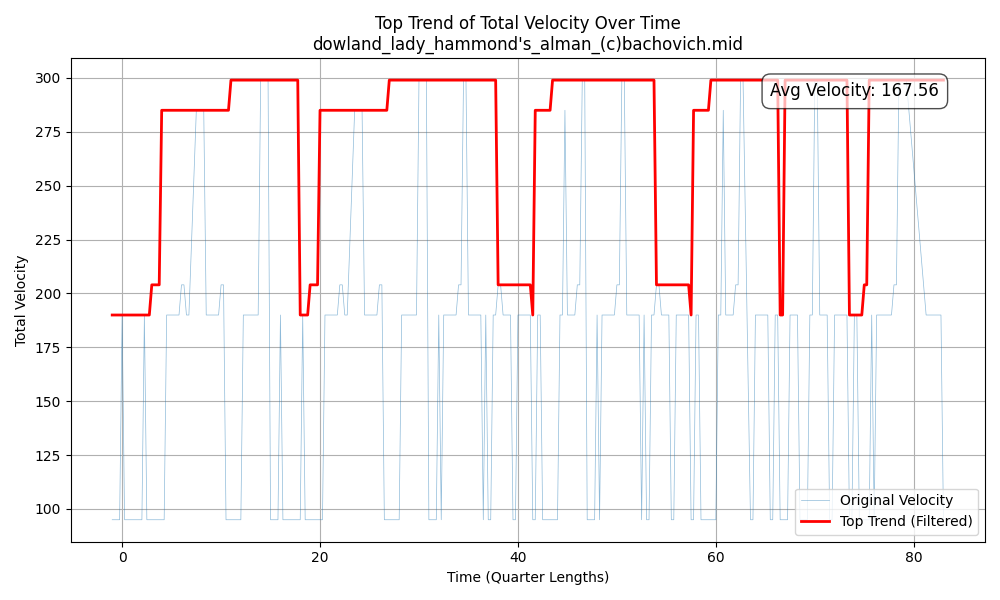 Top Trend of Total Velocity Over Time
dowland_lady_hammond's_alman_(c)bachovich.mid
Avg Velocity: 167.56
Total Velocity
300
275
250
225
200
175
150
125
100
0 20 40 60 80
Time (Quarter Lengths)
Original Velocity
Top Trend (Filtered)